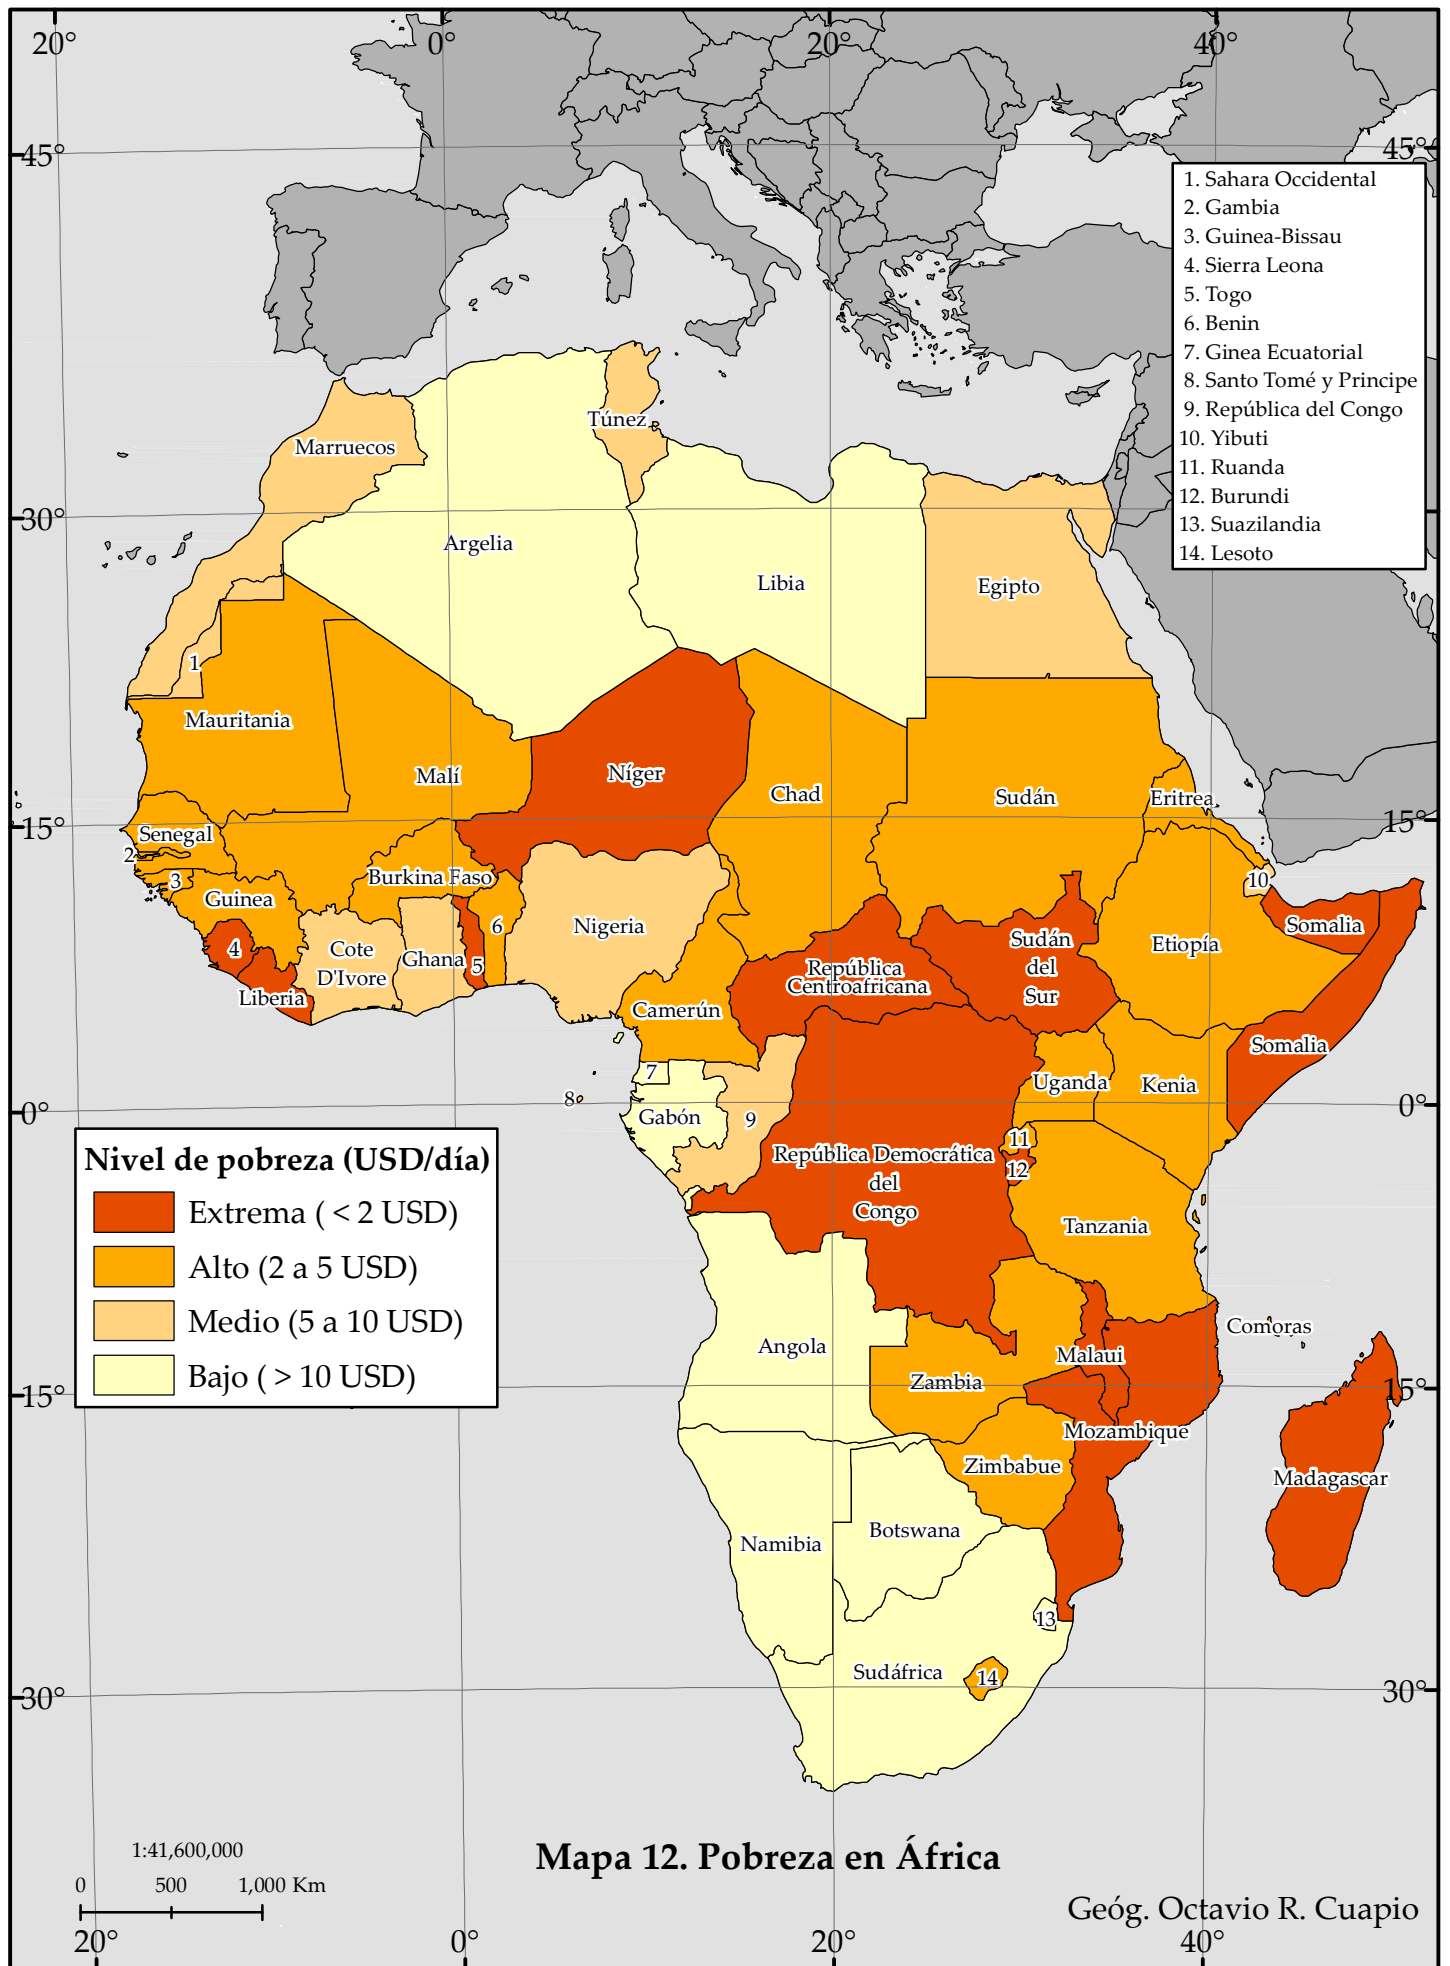 20°
0°
20°
40°
45°
45°
1. Sahara Occidental
2. Gambia
3. Guinea-Bissau
4. Sierra Leona
5. Togo
6. Benin
7. Ginea Ecuatorial
8. Santo Tomé y Principe
9. República del Congo
10. Yibuti
11. Ruanda
12. Burundi
13. Suazilandia
14. Lesoto
Túnez
Marruecos
30°
Argelia
Libia
Egipto
1
Mauritania
Malí
Níger
Chad
Sudán
Eritrea
15°
15°
Senegal
2
3
Burkina Faso
10
Guinea
4
Cote
D'Ivore
Ghana
5
6
Nigeria
Somalia
Sudán
del
Sur
Etiopía
República
Centroafricana
Liberia
Camerún
Somalia
7
Uganda
Kenia
8
0°
0°
Gabón
9
11
12
República Democrática
del
Congo
Tanzania
Nivel de pobreza (USD/día)
Extrema ( < 2 USD)
Alto (2 a 5 USD)
Medio (5 a 10 USD)
Bajo ( > 10 USD)
Comoras
Angola
Malaui
Zambia
15°
15°
Mozambique
Zimbabue
Madagascar
Botswana
Namibia
13
Sudáfrica
14
30°
30°
1:41,600,000
0 500 1,000 Km
Mapa 12. Pobreza en África
Geóg. Octavio R. Cuapio
20°
0°
20°
40°